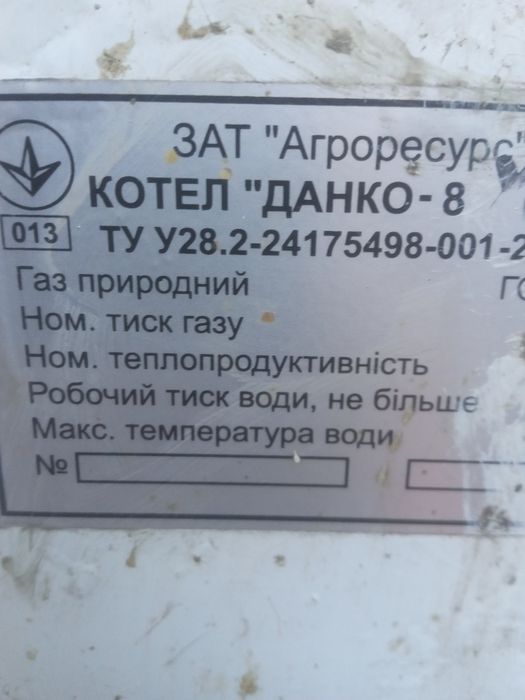 ЗАТ "Агроресурс"
КОТЕЛ "ДАНКО-8
013
ТУ У28.2-24175498-001-2
Газ природний
Ном. тиск газу
Ном. теплопродуктивність
Робочий тиск води, не більше
Макс. температура води
№